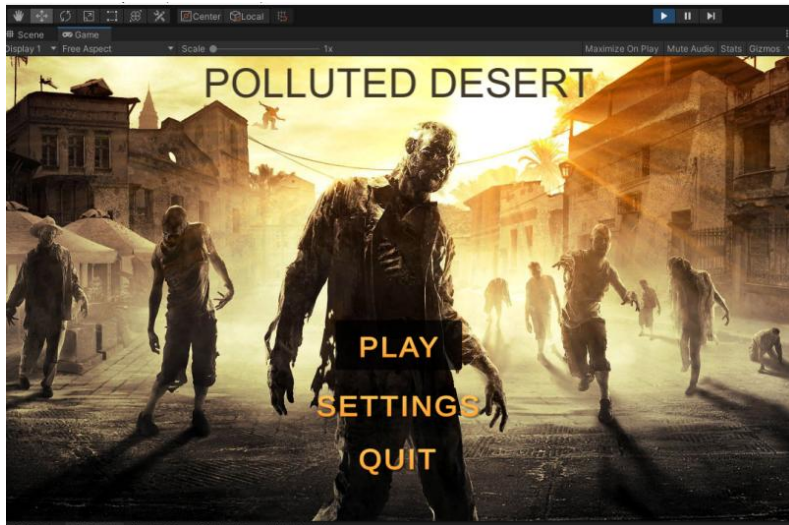 Center Local
Scene Game
Display 1 Free Aspect Scale 1x Maximize On Play Mute Audio Stats Gizmos
POLLUTED DESERT
PLAY
SETTINGS
QUIT